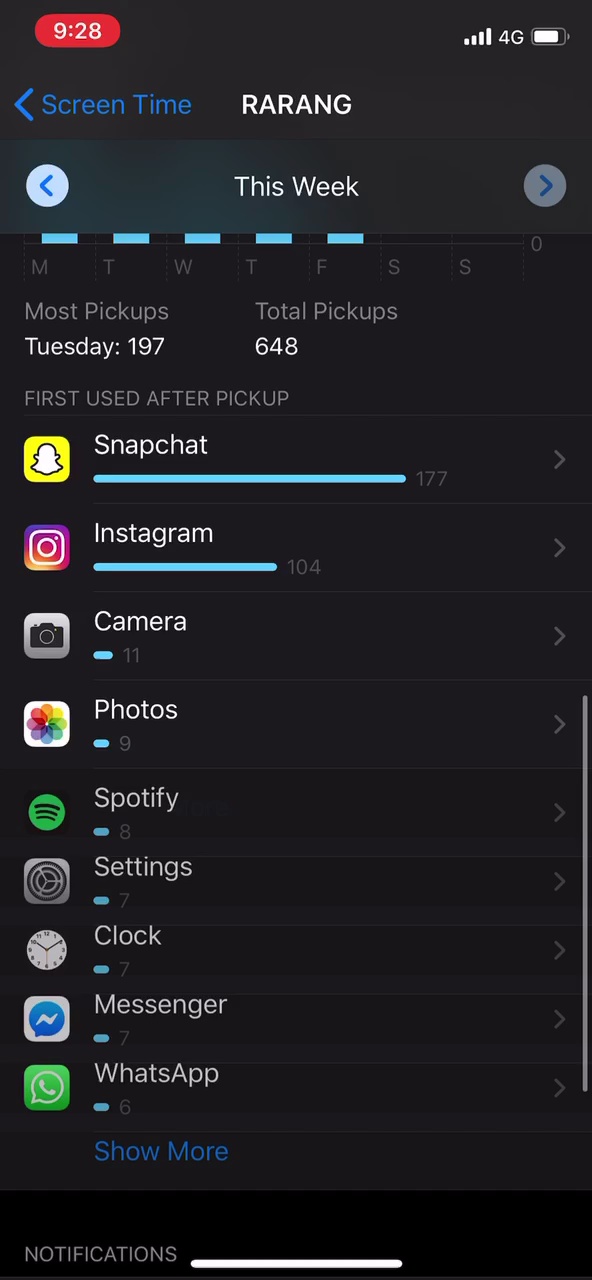 9:28
4G
Screen Time
RARANG
This Week
0
M T W T F S S
Most Pickups Total Pickups
Tuesday: 197 648
FIRST USED AFTER PICKUP
Snapchat
177
Instagram
104
Camera
11
Photos
9
Spotify
8
Settings
7
Clock
7
Messenger
7
WhatsApp
6
Show More
NOTIFICATIONS